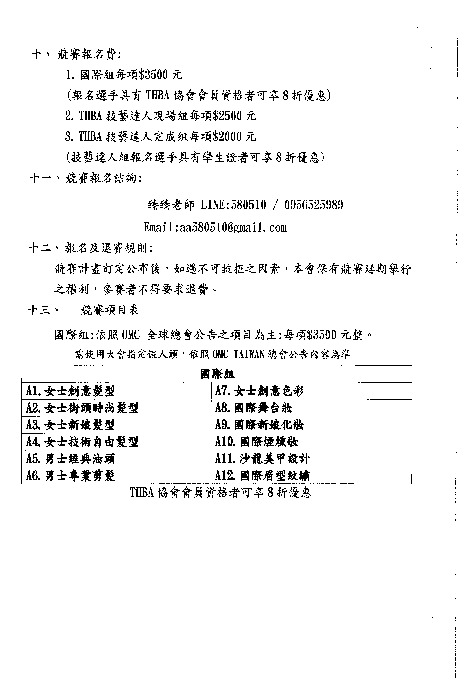 十、競賽報名費:
1. 國際組每項$3500 元
(報名選手具有 THBA 協會會員資格者可享 8 折優惠)
2. THBA 技藝達人現場組每項$2500 元
3. THBA 技藝達人完成組每項$2000 元
(技藝達人組報名選手具有學生證者可享 8 折優惠)
十一、競賽報名諮詢:
綉綉老師 LINE:580510 / 0956525989
Email:aa580510@gmail.com
十二、報名及退賽規則:
競賽計畫訂定公布後，如遇不可抗拒之因素，本會保有競賽延期舉行
之權利，參賽者不得要求退費。
十三、 競賽項目表
國際組:依照 OMC 全球總會公告之項目為主:每項$3500 元整。
需使用大會指定假人頭，依照 OMC TAIWAN 總會公告內容為準
國際組
A1. 女士創意髮型 A7. 女士創意色彩
A2. 女士街頭時尚髮型 A8. 國際舞台妝
A3. 女士新娘髮型 A9. 國際新娘化妝
A4. 女士技術自由髮型 A10. 國際煙燻妝
A5. 男士經典油頭 A11. 沙龍美甲設計
A6. 男士專業剪髮 A12. 國際眉型紋繡
THBA 協會會員資格者可享 8 折優惠